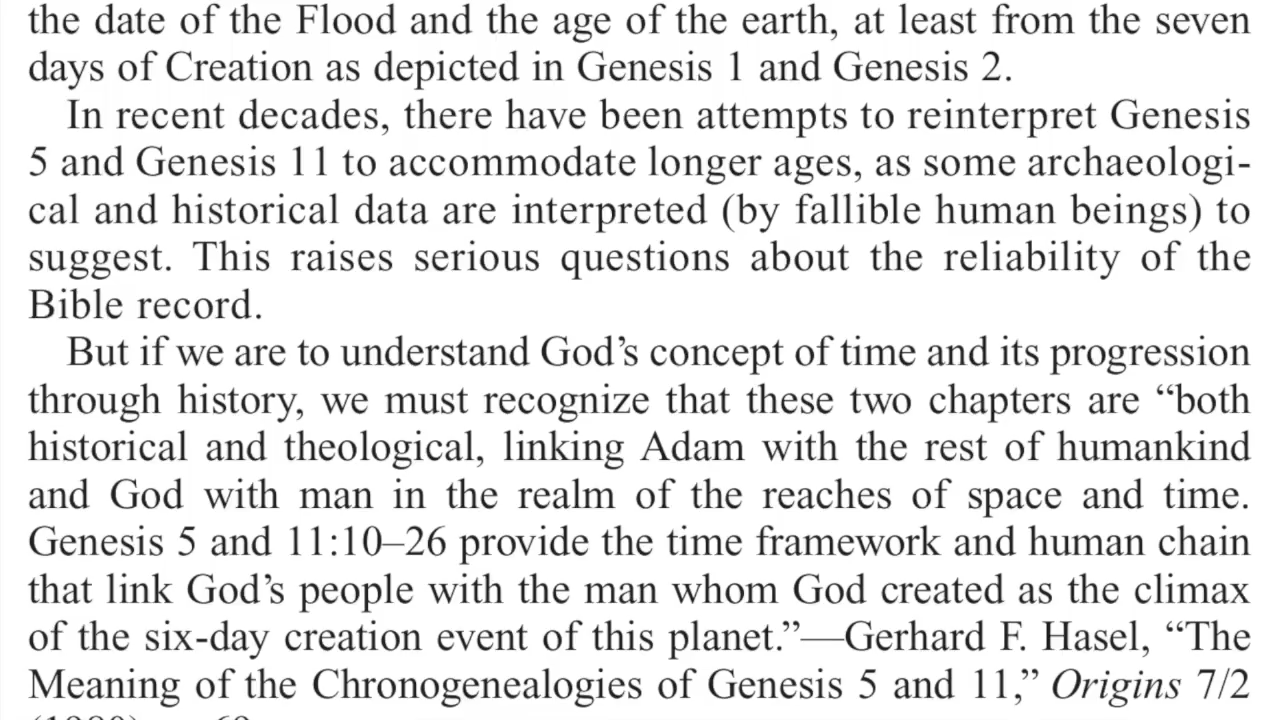 the date of the Flood and the age of the earth, at least from the seven
days of Creation as depicted in Genesis 1 and Genesis 2.
In recent decades, there have been attempts to reinterpret Genesis
5 and Genesis 11 to accommodate longer ages, as some archaeologi-
cal and historical data are interpreted (by fallible human beings) to
suggest. This raises serious questions about the reliability of the
Bible record.
But if we are to understand God’s concept of time and its progression
through history, we must recognize that these two chapters are “both
historical and theological, linking Adam with the rest of humankind
and God with man in the realm of the reaches of space and time.
Genesis 5 and 11:10–26 provide the time framework and human chain
that link God’s people with the man whom God created as the climax
of the six-day creation event of this planet.”—Gerhard F. Hasel, “The
Meaning of the Chronogenealogies of Genesis 5 and 11,” Origins 7/2